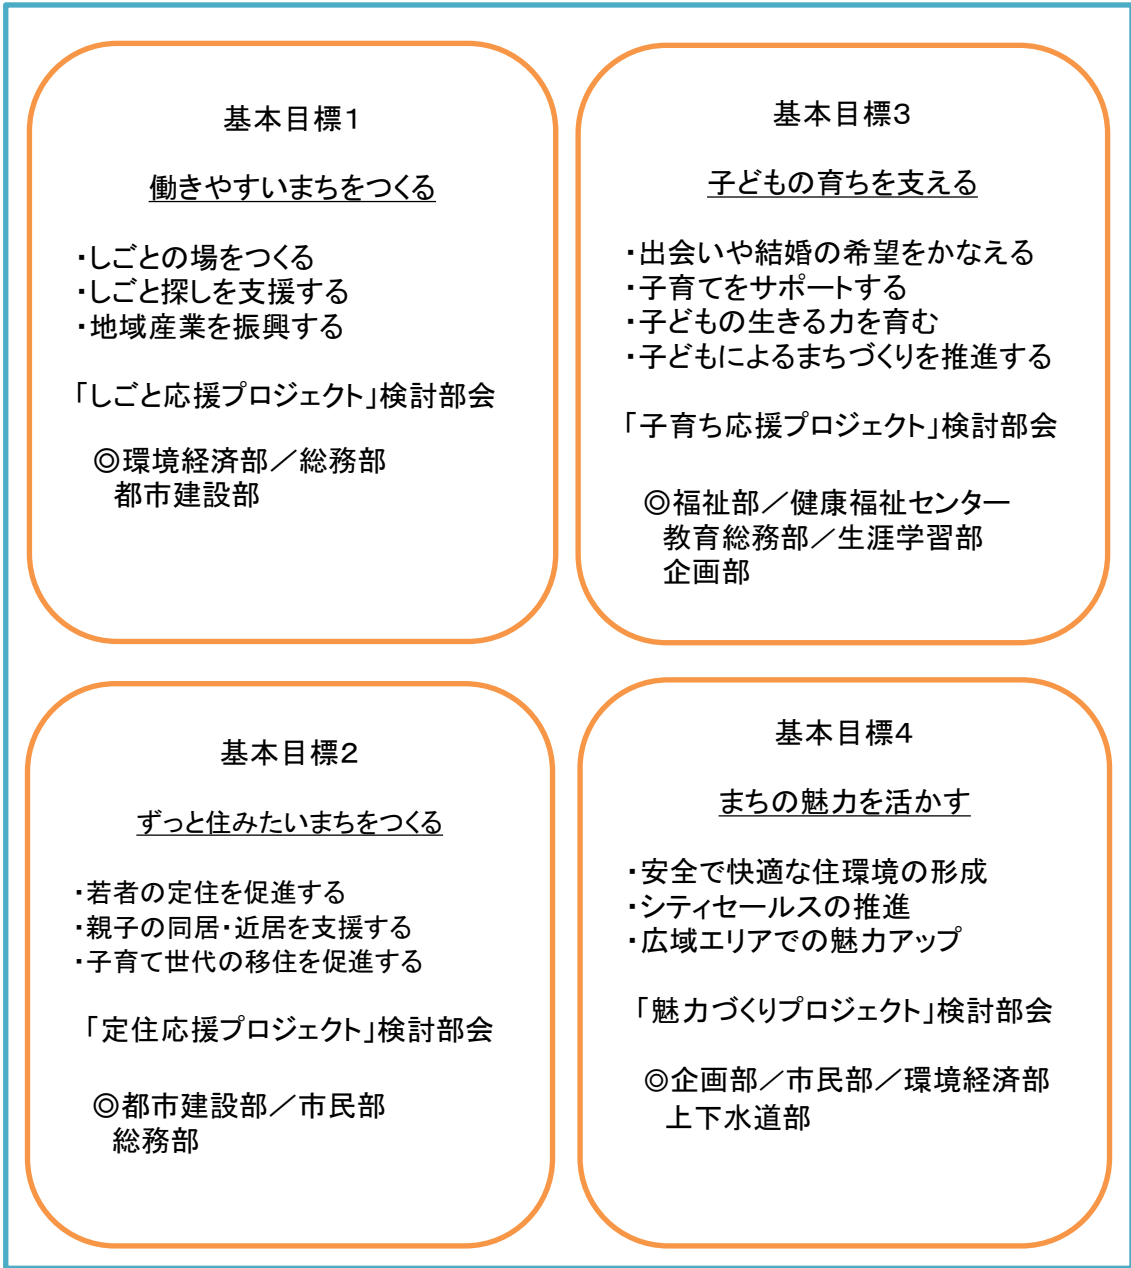 基本目標1
働きやすいまちをつくる
・しごとの場をつくる
・しごと探しを支援する
・地域産業を振興する
「しごと応援プロジェクト」検討部会
◎環境経済部／総務部
都市建設部
基本目標2
ずっと住みたいまちをつくる
・若者の定住を促進する
・親子の同居・近居を支援する
・子育て世代の移住を促進する
「定住応援プロジェクト」検討部会
◎都市建設部／市民部
総務部
基本目標3
子どもの育ちを支える
・出会いや結婚の希望をかなえる
・子育てをサポートする
・子どもの生きる力を育む
・子どもによるまちづくりを推進する
「子育ち応援プロジェクト」検討部会
◎福祉部／健康福祉センター
教育総務部／生涯学習部
企画部
基本目標4
まちの魅力を活かす
・安全で快適な住環境の形成
・シティセールスの推進
・広域エリアでの魅力アップ
「魅力づくりプロジェクト」検討部会
◎企画部／市民部／環境経済部
上下水道部